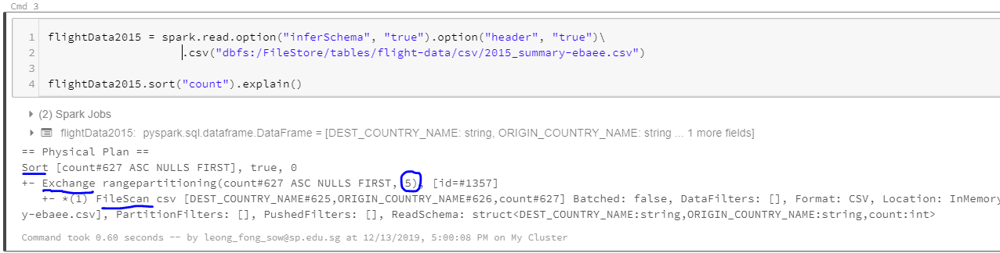 Cmd 3
1 flightData2015 = spark.read.option("inferSchema", "true").option("header", "true")\
2 .csv("dbfs:/FileStore/tables/flight-data/csv/2015_summary-ebaee.csv")
3
4 flightData2015.sort("count").explain()
(2) Spark Jobs
flightData2015: pyspark.sql.dataframe.DataFrame = [DEST_COUNTRY_NAME: string, ORIGIN_COUNTRY_NAME: string ... 1 more fields]
== Physical Plan ==
Sort [count#627 ASC NULLS FIRST], true, 0
+- Exchange rangepartitioning(count#627 ASC NULLS FIRST, 5), [id=#1357]
+- *(1) FileScan csv [DEST_COUNTRY_NAME#625,ORIGIN_COUNTRY_NAME#626,count#627] Batched: false, DataFilters: [], Format: CSV, Location: InMemory
y-ebaee.csv], PartitionFilters: [], PushedFilters: [], ReadSchema: struct<DEST_COUNTRY_NAME:string,ORIGIN_COUNTRY_NAME:string,count:int>
Command took 0.60 seconds -- by leong_fong_sow@sp.edu.sg at 12/13/2019, 5:00:08 PM on My Cluster